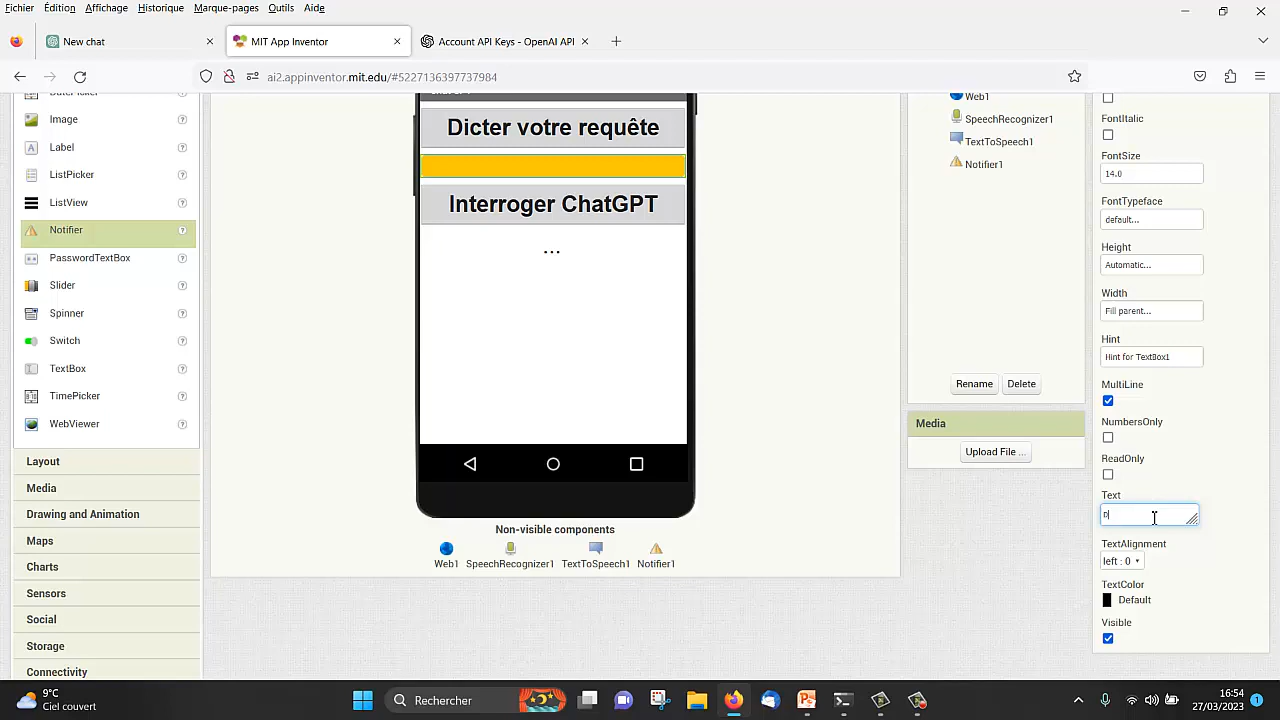 Fichier Édition Affichage Historique Marque-pages Outils Aide
New chat
MIT App Inventor
Account API Keys - OpenAI API
ai2.appinventor.mit.edu/#5227136397737984
DatePicker ?
Image ?
Label ?
ListPicker ?
ListView ?
Notifier ?
PasswordTextBox ?
Slider ?
Spinner ?
Switch ?
TextBox ?
TimePicker ?
WebViewer ?
Layout
Media
Drawing and Animation
Maps
Charts
Sensors
Social
Storage
Connectivity
Dicter votre requête
Interroger ChatGPT
...
Non-visible components
Web1 SpeechRecognizer1 TextToSpeech1 Notifier1
Web1
SpeechRecognizer1
TextToSpeech1
Notifier1
Rename Delete
Media
Upload File ...
FontItalic
FontSize
14.0
FontTypeface
default...
Height
Automatic...
Width
Fill parent...
Hint
Hint for TextBox1
MultiLine
NumbersOnly
ReadOnly
Text
D
TextAlignment
left : 0
TextColor
Default
Visible
9°C
Ciel couvert
Rechercher
16:54
27/03/2023
1